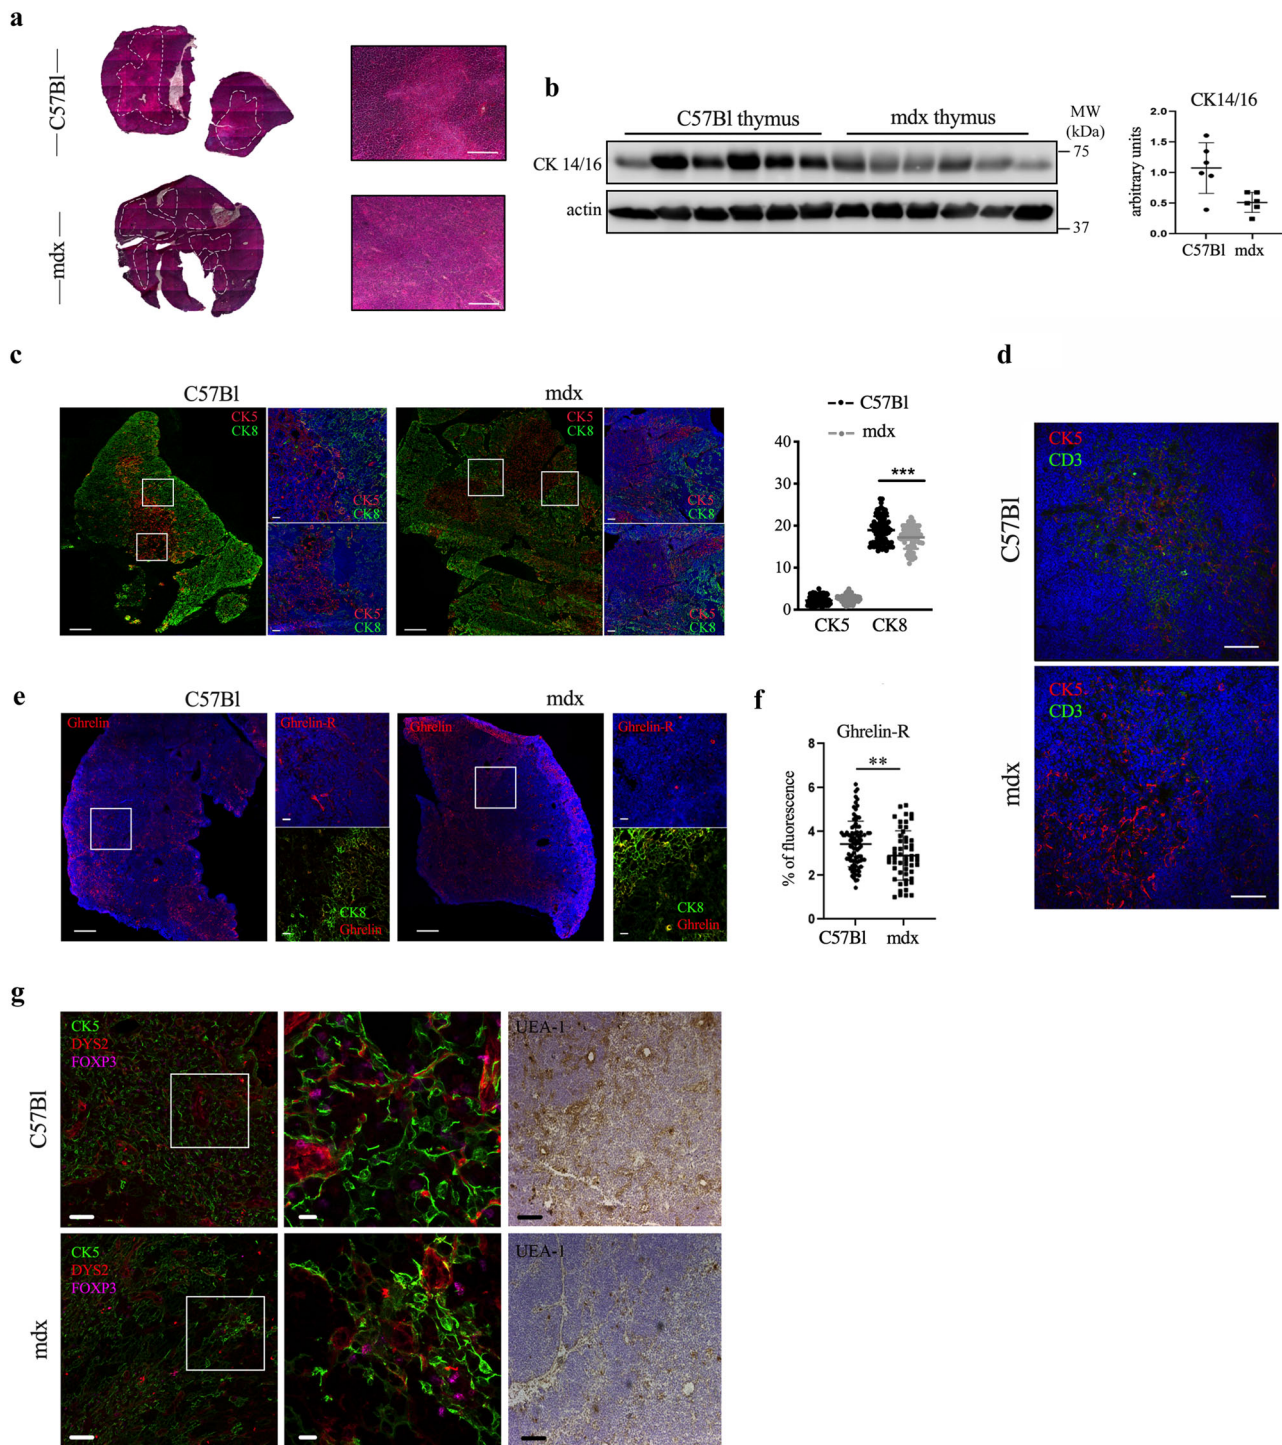 a
C57Bl
mdx
b
C57Bl thymus
mdx thymus
MW
(kDa)
CK 14/16
75
actin
37
CK14/16
arbitrary units
2.0
1.5
1.0
0.5
0.0
C57Bl mdx
c
C57Bl
mdx
CK5
CK8
CK5
CK8
CK5
CK8
CK5
CK8
CK5
CK8
CK5
CK8
C57Bl
mdx
40
30
20
10
0
***
CK5 CK8
d
C57Bl
CK5
CD3
mdx
CK5
CD3
e
C57Bl
mdx
Ghrelin
Ghrelin-R
CK8
Ghrelin
Ghrelin
Ghrelin-R
CK8
Ghrelin
f
Ghrelin-R
% of fluorescence
8
6
4
2
0
**
C57Bl mdx
g
C57Bl
CK5
DYS2
FOXP3
UEA-1
mdx
CK5
DYS2
FOXP3
UEA-1